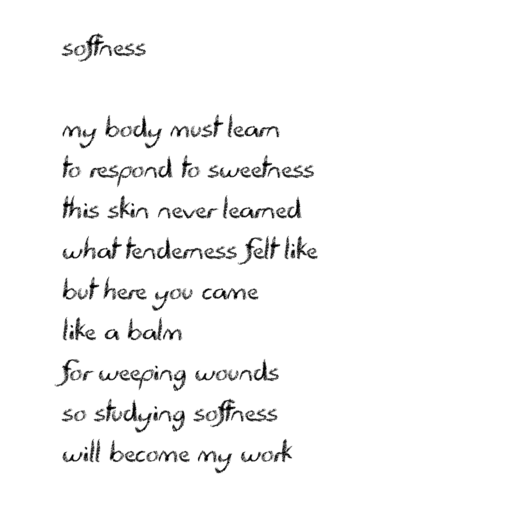 softness
my body must learn
to respond to sweetness
this skin never learned
what tenderness felt like
but here you came
like a balm
for weeping wounds
so studying softness
will become my work